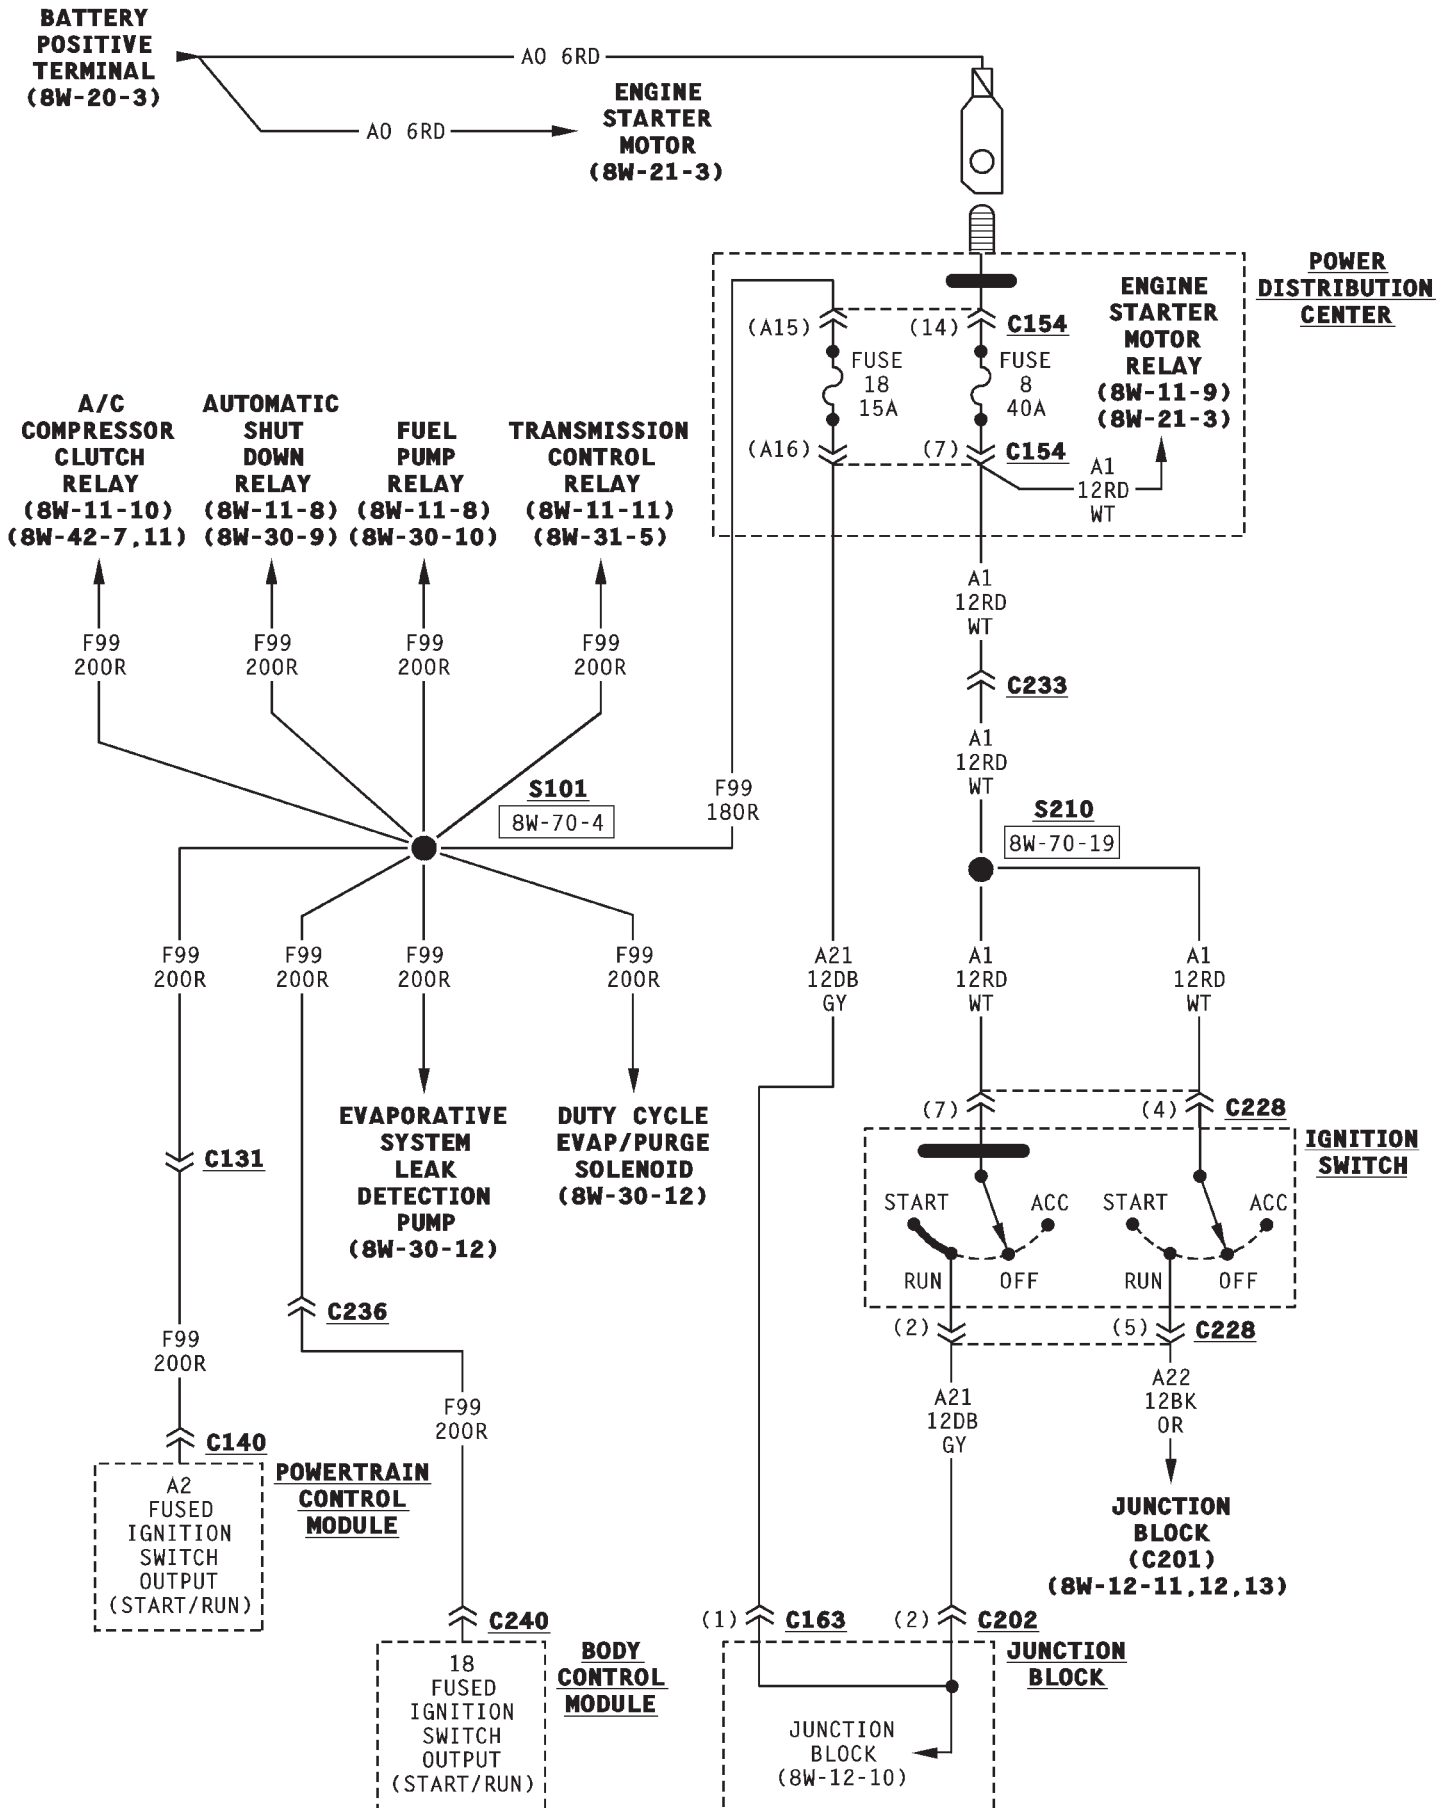 BATTERY
POSITIVE
TERMINAL
(8W-20-3)
A0 6RD
A0 6RD
ENGINE
STARTER
MOTOR
(8W-21-3)
POWER
DISTRIBUTION
CENTER
ENGINE
STARTER
MOTOR
RELAY
(8W-11-9)
(8W-21-3)
(A15)
(14)
C154
FUSE
18
15A
FUSE
8
40A
(A16)
(7)
C154
A1
12RD
WT
A/C
COMPRESSOR
CLUTCH
RELAY
(8W-11-10)
(8W-42-7,11)
AUTOMATIC
SHUT
DOWN
RELAY
(8W-11-8)
(8W-30-9)
FUEL
PUMP
RELAY
(8W-11-8)
(8W-30-10)
TRANSMISSION
CONTROL
RELAY
(8W-11-11)
(8W-31-5)
A1
12RD
WT
F99
20OR
F99
20OR
F99
20OR
F99
20OR
C233
A1
12RD
WT
S101
8W-70-4
F99
18OR
S210
8W-70-19
F99
20OR
F99
20OR
F99
20OR
F99
20OR
A21
12DB
GY
A1
12RD
WT
A1
12RD
WT
(7)
(4)
C228
EVAPORATIVE
SYSTEM
LEAK
DETECTION
PUMP
(8W-30-12)
DUTY CYCLE
EVAP/PURGE
SOLENOID
(8W-30-12)
IGNITION
SWITCH
C131
START
ACC
START
ACC
RUN
OFF
RUN
OFF
C236
(2)
(5)
C228
F99
20OR
F99
20OR
A21
12DB
GY
A22
12BK
OR
C140
A2
FUSED
IGNITION
SWITCH
OUTPUT
(START/RUN)
POWERTRAIN
CONTROL
MODULE
JUNCTION
BLOCK
(C201)
(8W-12-11,12,13)
C240
(1)
C163
(2)
C202
18
FUSED
IGNITION
SWITCH
OUTPUT
(START/RUN)
BODY
CONTROL
MODULE
JUNCTION
BLOCK
JUNCTION
BLOCK
(8W-12-10)